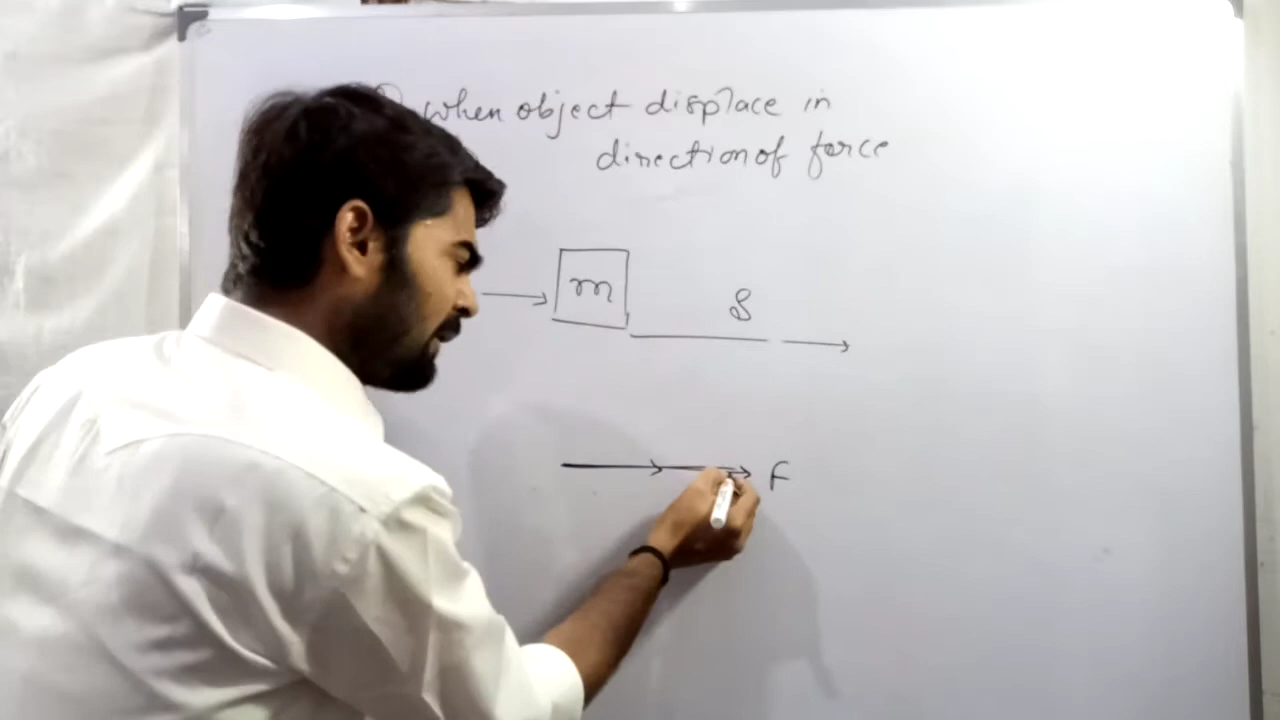 when object displace in
direction of force
m
S
F